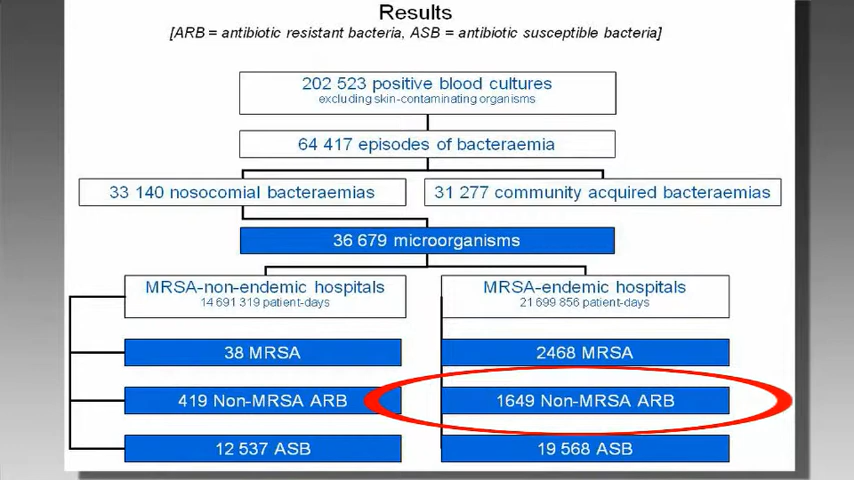 Results
[ARB = antibiotic resistant bacteria, ASB = antibiotic susceptible bacteria]
202 523 positive blood cultures
excluding skin-contaminating organisms
64 417 episodes of bacteraemia
33 140 nosocomial bacteraemias
31 277 community acquired bacteraemias
36 679 microorganisms
MRSA-non-endemic hospitals
14 691 319 patient-days
MRSA-endemic hospitals
21 699 856 patient-days
38 MRSA
2468 MRSA
419 Non-MRSA ARB
1649 Non-MRSA ARB
12 537 ASB
19 568 ASB